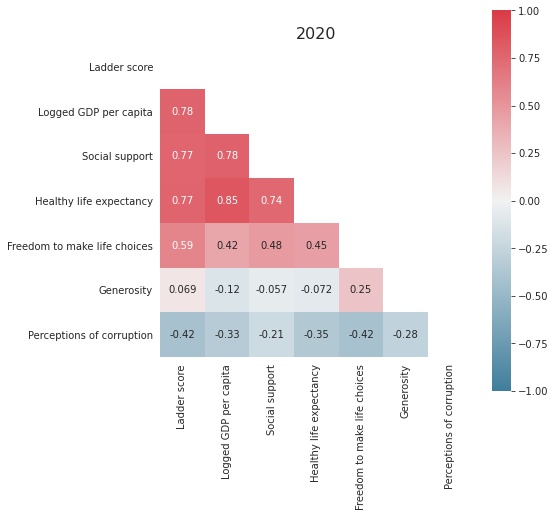 2020
Ladder score
Logged GDP per capita 0.78
Social support 0.77 0.78
Healthy life expectancy 0.77 0.85 0.74
Freedom to make life choices 0.59 0.42 0.48 0.45
Generosity 0.069 -0.12 -0.057 -0.072 0.25
Perceptions of corruption -0.42 -0.33 -0.21 -0.35 -0.42 -0.28
Ladder score
Logged GDP per capita
Social support
Healthy life expectancy
Freedom to make life choices
Generosity
Perceptions of corruption
1.00
0.75
0.50
0.25
0.00
−0.25
−0.50
−0.75
−1.00